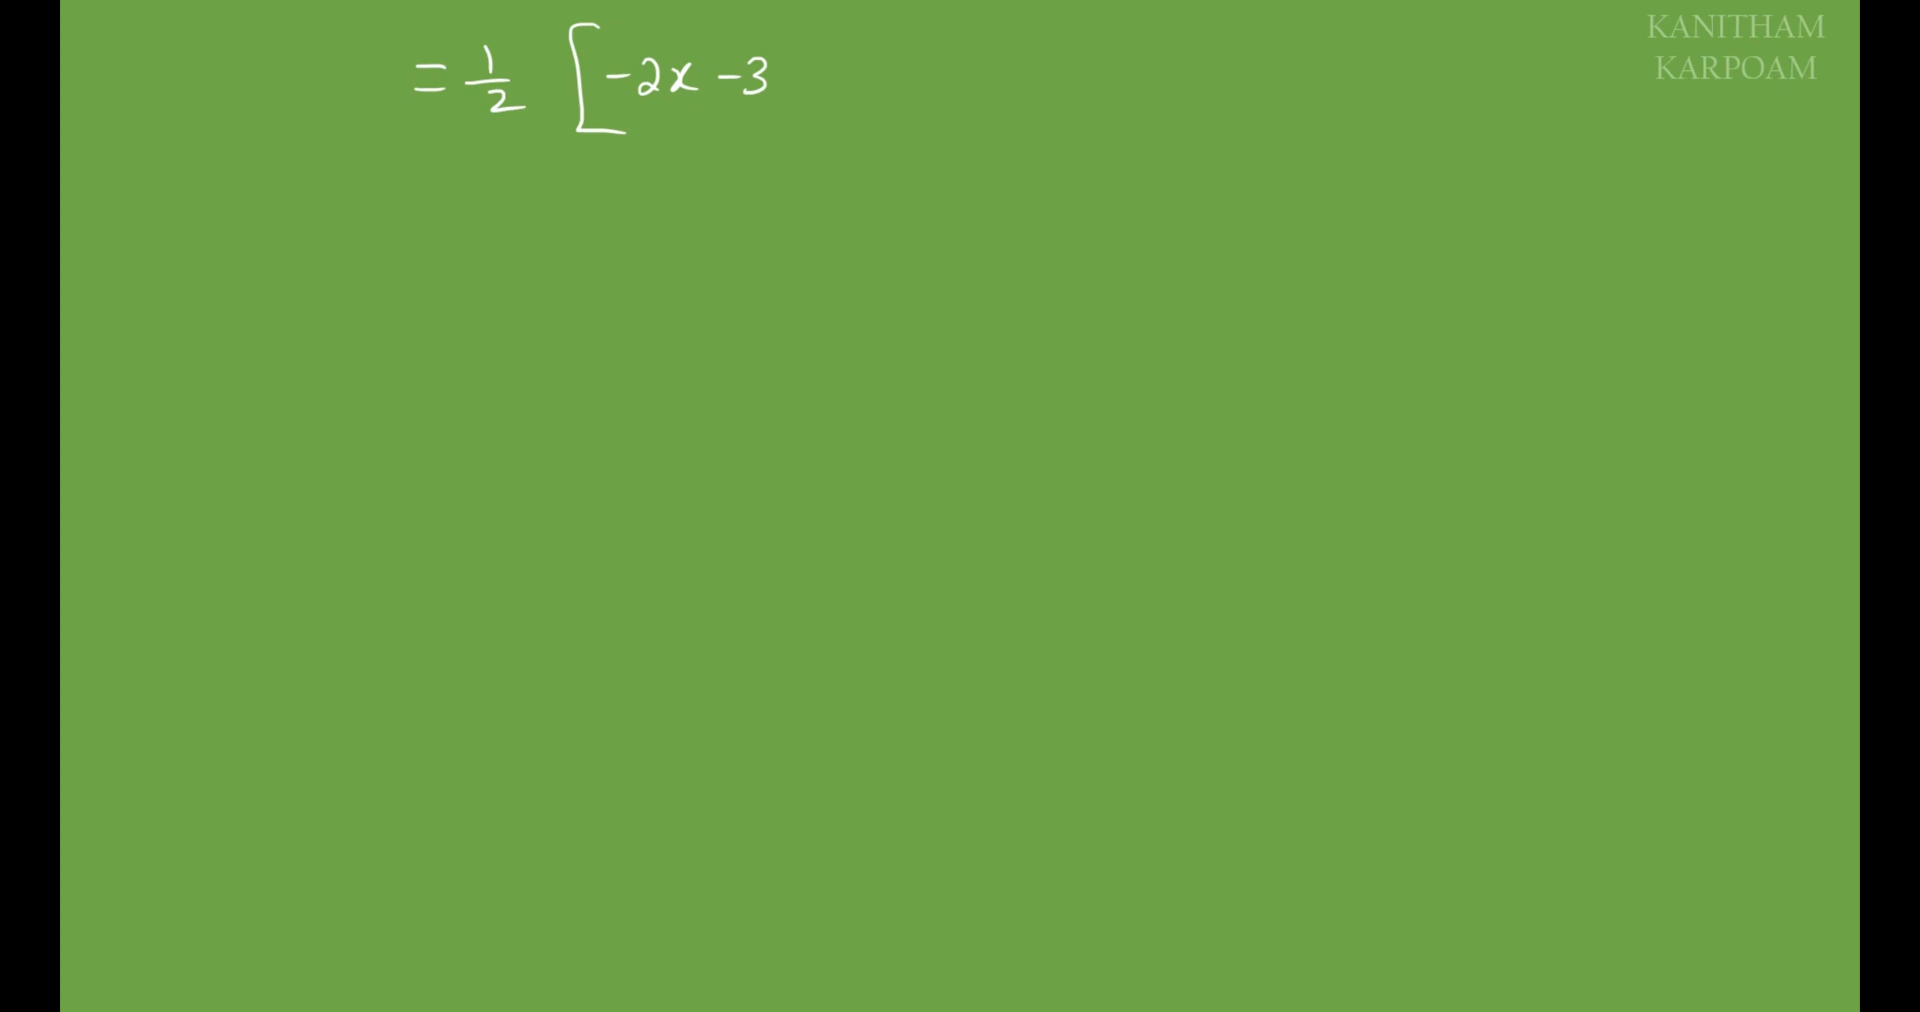 = 1/2 [ -2x -3
KANITHAM
KARPOAM